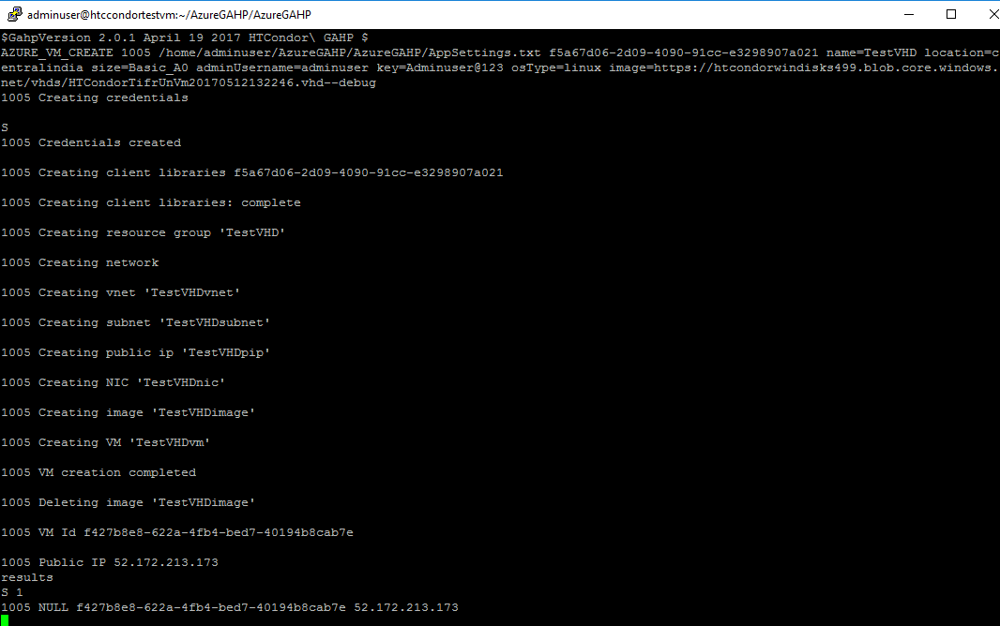 adminuser@htccondortestvm:~/AzureGAHP/AzureGAHP
$GahpVersion 2.0.1 April 19 2017 HTCondor\ GAHP $
AZURE_VM_CREATE 1005 /home/adminuser/AzureGAHP/AzureGAHP/AppSettings.txt f5a67d06-2d09-4090-91cc-e3298907a021 name=TestVHD location=c
entralindia size=Basic_A0 adminUsername=adminuser key=Adminuser@123 osType=linux image=https://htcondorwindisks499.blob.core.windows.
net/vhds/HTCondorTifrUnVm20170512132246.vhd--debug
1005 Creating credentials
S
1005 Credentials created
1005 Creating client libraries f5a67d06-2d09-4090-91cc-e3298907a021
1005 Creating client libraries: complete
1005 Creating resource group 'TestVHD'
1005 Creating network
1005 Creating vnet 'TestVHDvnet'
1005 Creating subnet 'TestVHDsubnet'
1005 Creating public ip 'TestVHDpip'
1005 Creating NIC 'TestVHDnic'
1005 Creating image 'TestVHDimage'
1005 Creating VM 'TestVHDvm'
1005 VM creation completed
1005 Deleting image 'TestVHDimage'
1005 VM Id f427b8e8-622a-4fb4-bed7-40194b8cab7e
1005 Public IP 52.172.213.173
results
S 1
1005 NULL f427b8e8-622a-4fb4-bed7-40194b8cab7e 52.172.213.173